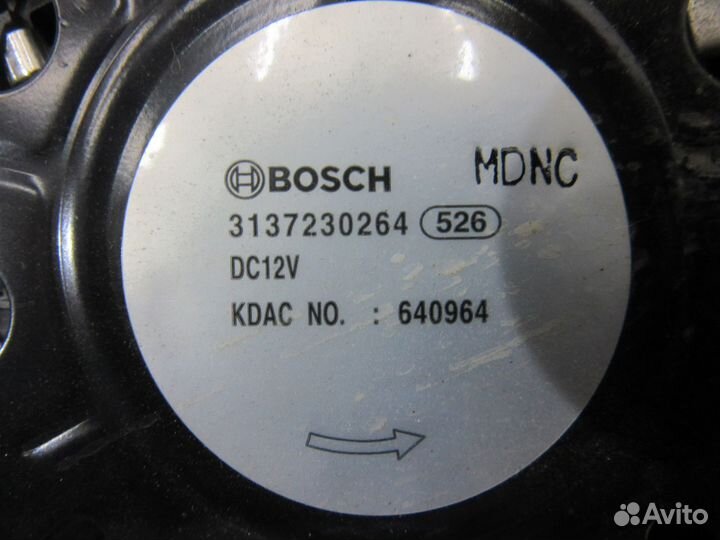 BOSCH MDNC
3137230264 526
DC12V
KDAC NO. : 640964
Avito